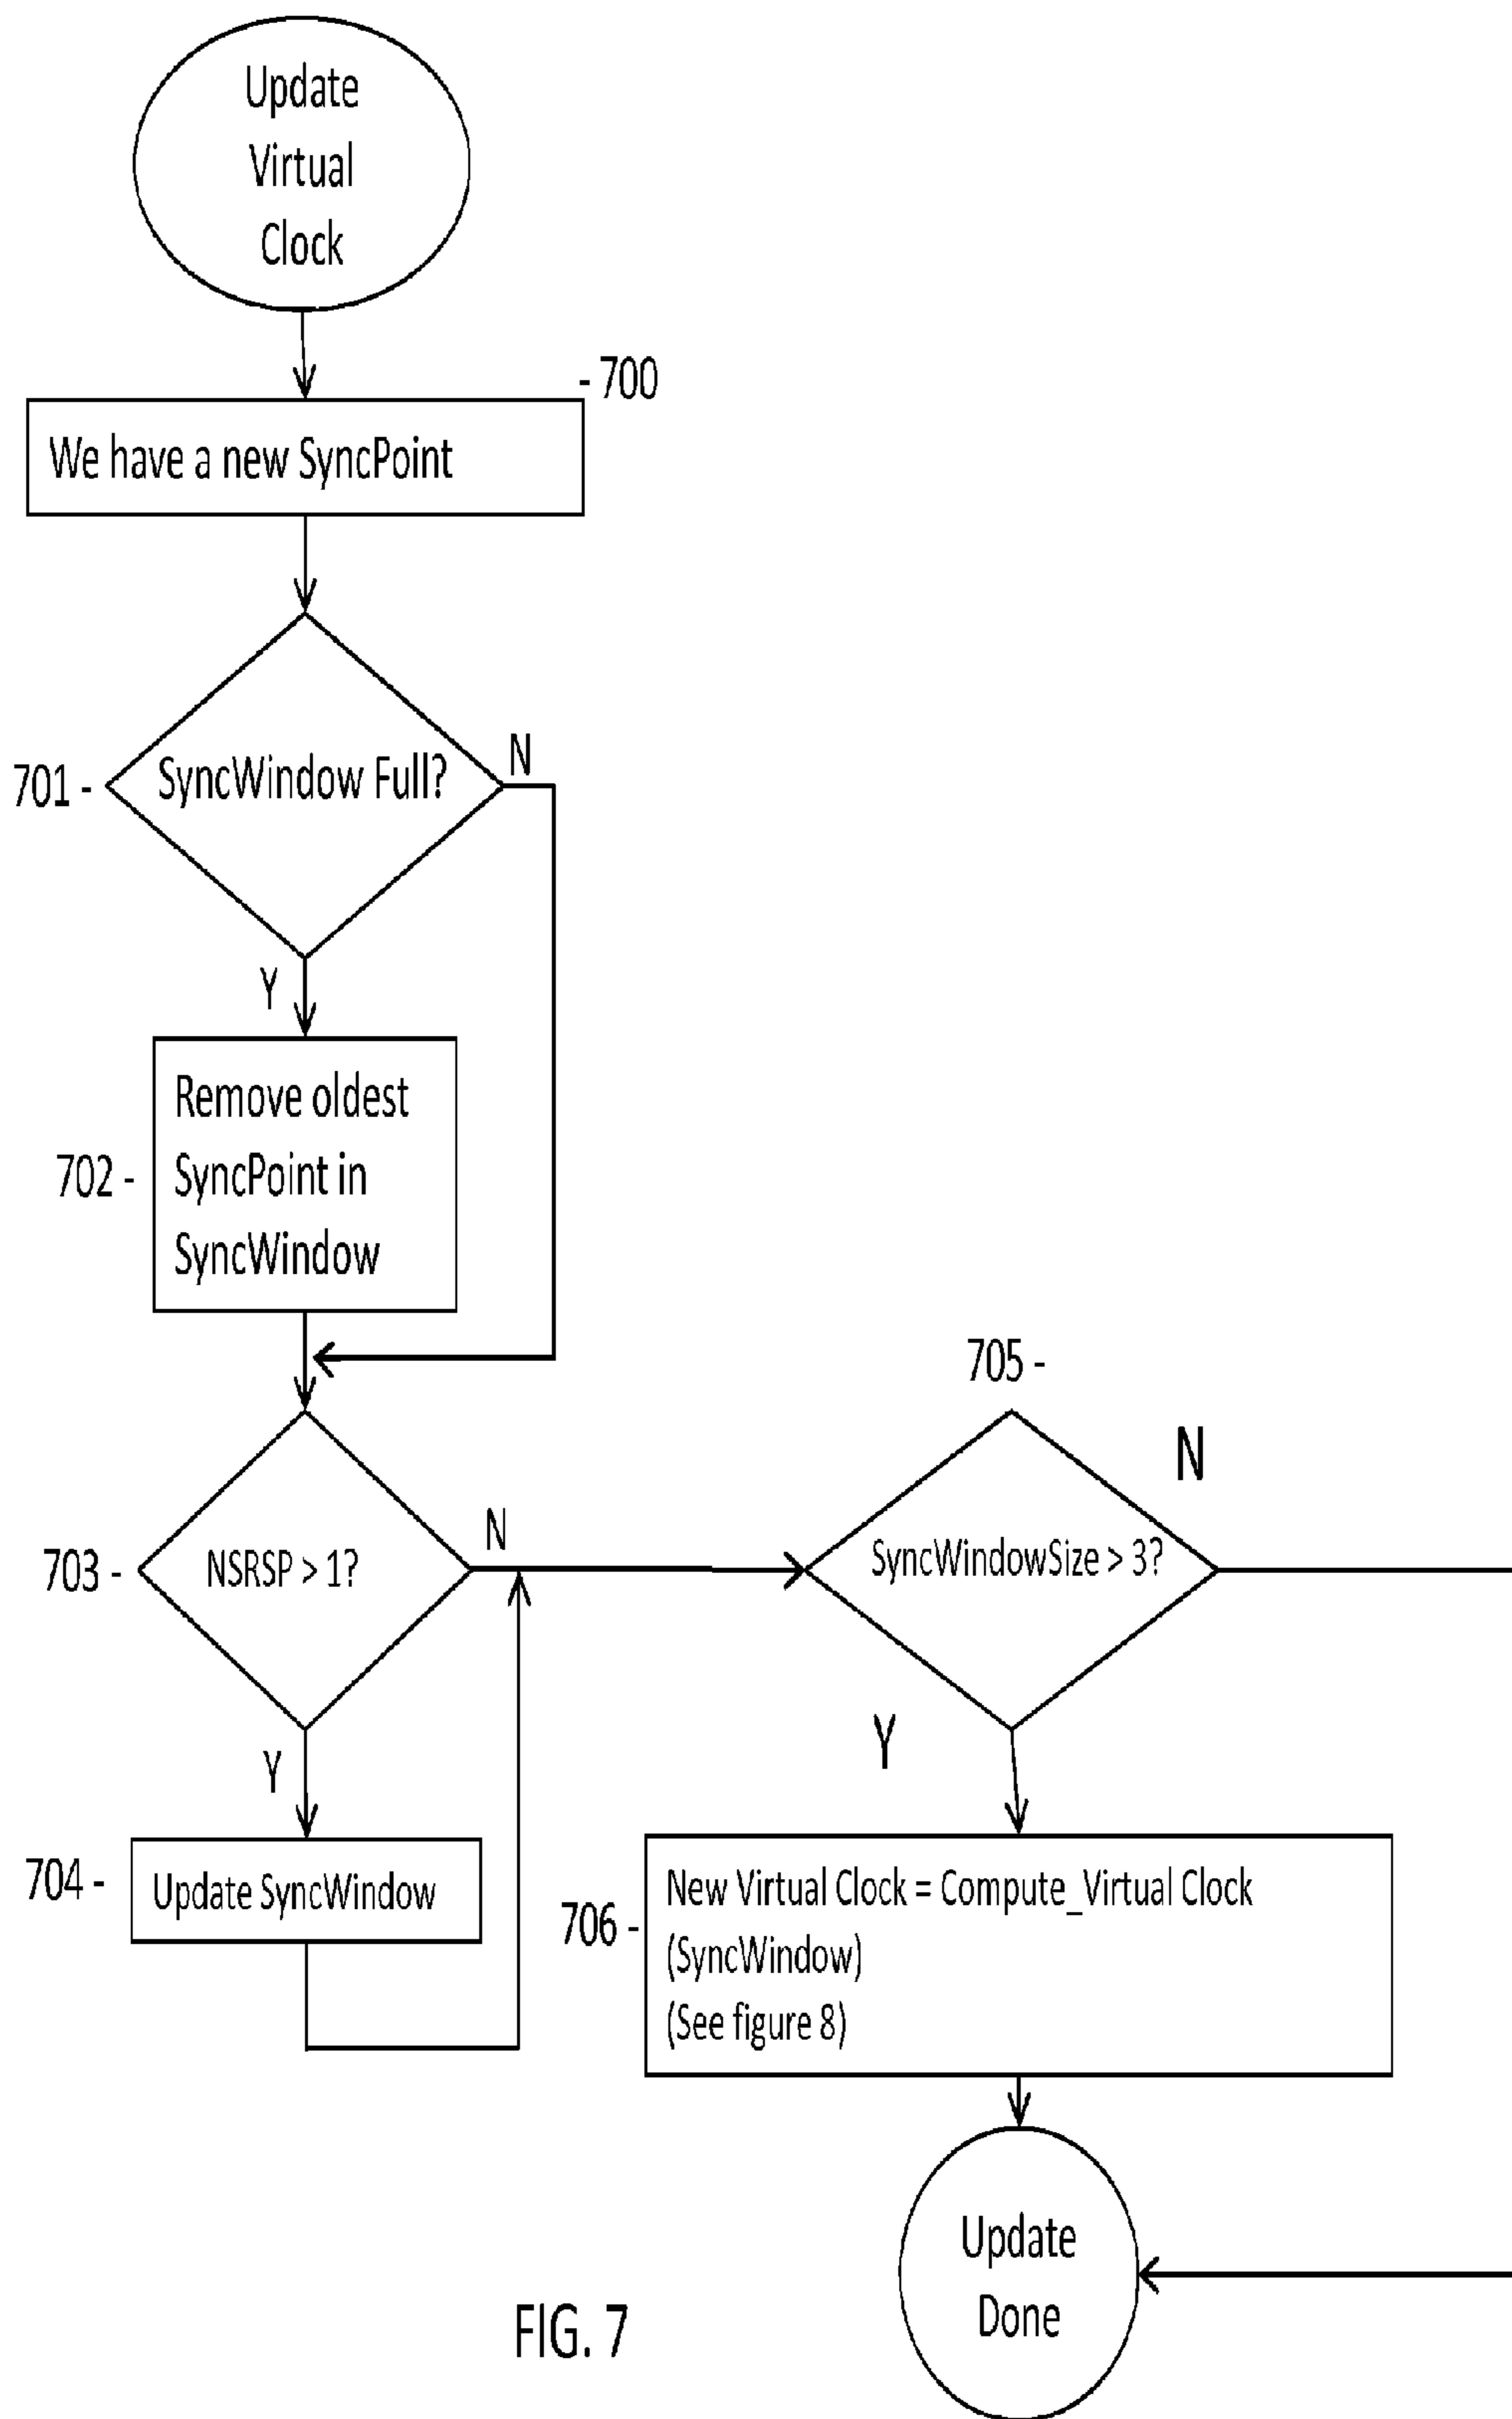 Update
Virtual
Clock
- 700
We have a new SyncPoint
701 -
SyncWindow Full?
N
Y
702 -
Remove oldest
SyncPoint in
SyncWindow
703 -
NSRSP > 1?
N
Y
704 -
Update SyncWindow
705 -
SyncWindowSize > 3?
N
Y
706 -
New Virtual Clock = Compute_Virtual Clock
(SyncWindow)
(See figure 8)
Update
Done
FIG. 7